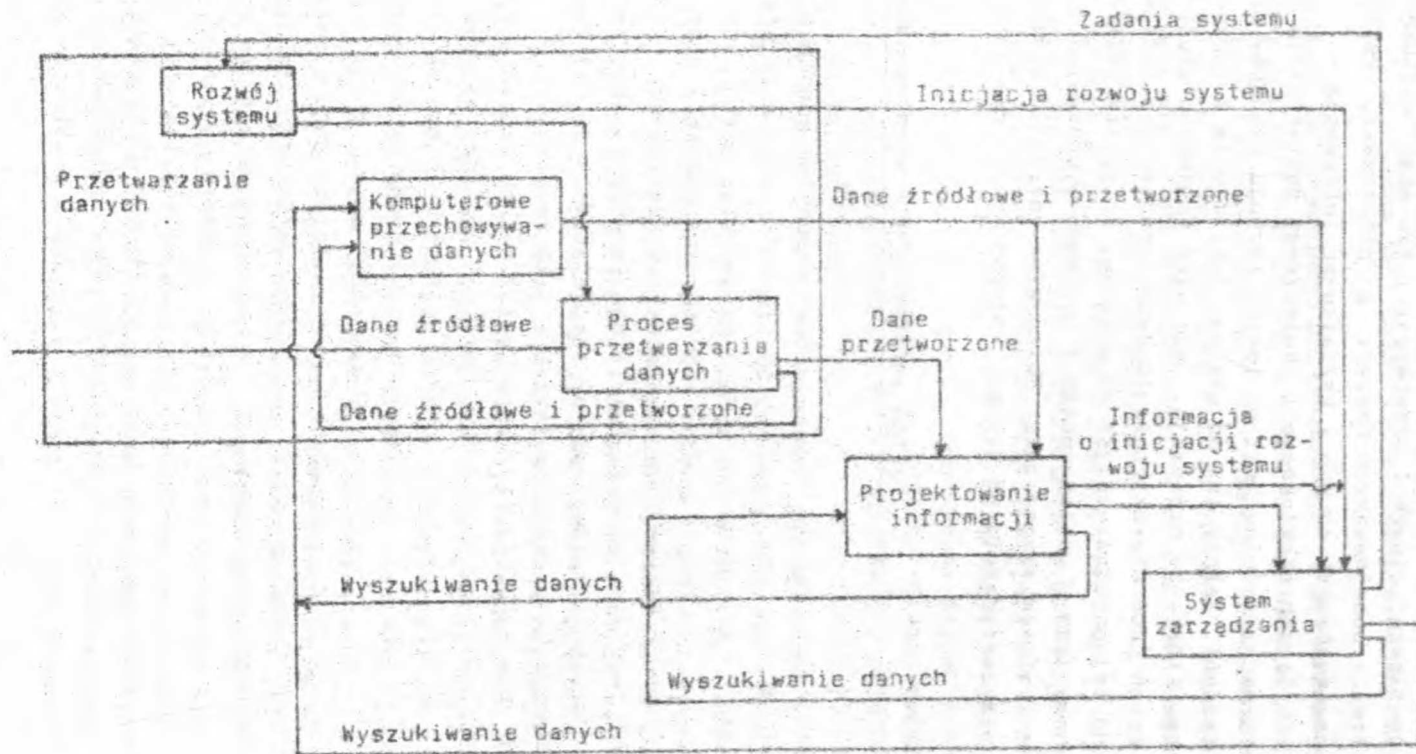 Zadania systemu
Rozwój
systemu
Inicjacja rozwoju systemu
Przetwarzanie
danych
Komputerowe
przechowywa-
nie danych
Dane źródłowe i przetworzone
Dane źródłowe
Proces
przetwarzania
danych
Dane
przetworzone
Dane źródłowe i przetworzone
Informacja
o inicjacji roz-
woju systemu
Projektowanie
informacji
Wyszukiwanie danych
System
zarządzania
Wyszukiwanie danych
Wyszukiwanie danych